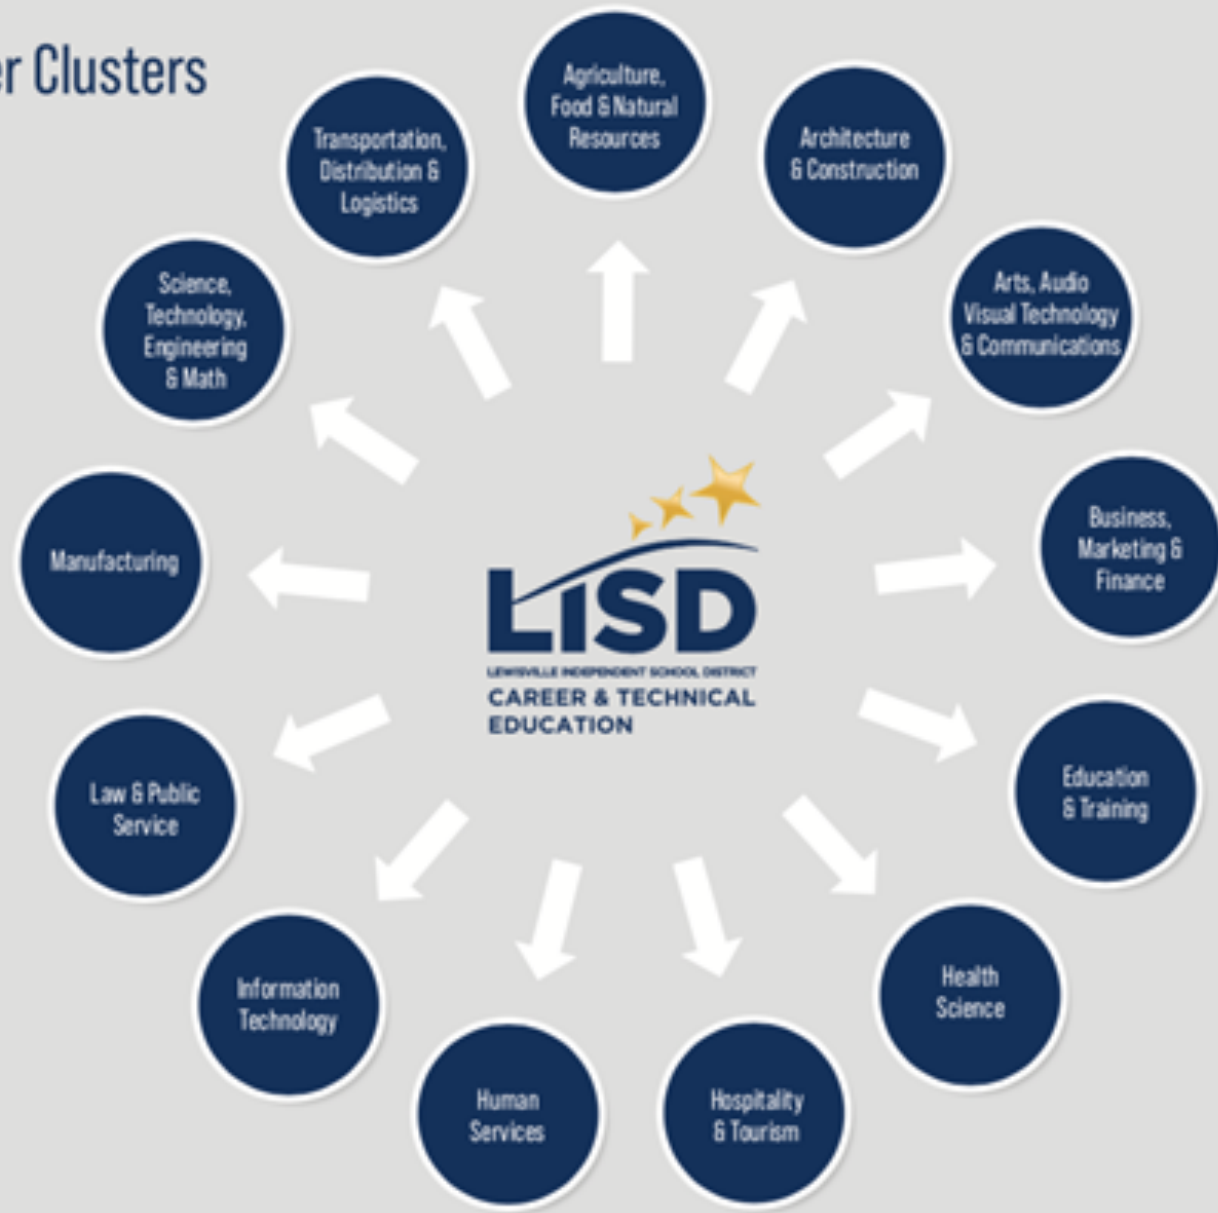 er Clusters
Agriculture,
Food & Natural
Resources
Architecture
& Construction
Arts, Audio
Visual Technology
& Communications
Business,
Marketing &
Finance
Education
& Training
Health
Science
Hospitality
& Tourism
Human
Services
Information
Technology
Law & Public
Service
Manufacturing
Science,
Technology,
Engineering
& Math
Transportation,
Distribution &
Logistics
LISD
LEWISVILLE INDEPENDENT SCHOOL DISTRICT
CAREER & TECHNICAL
EDUCATION